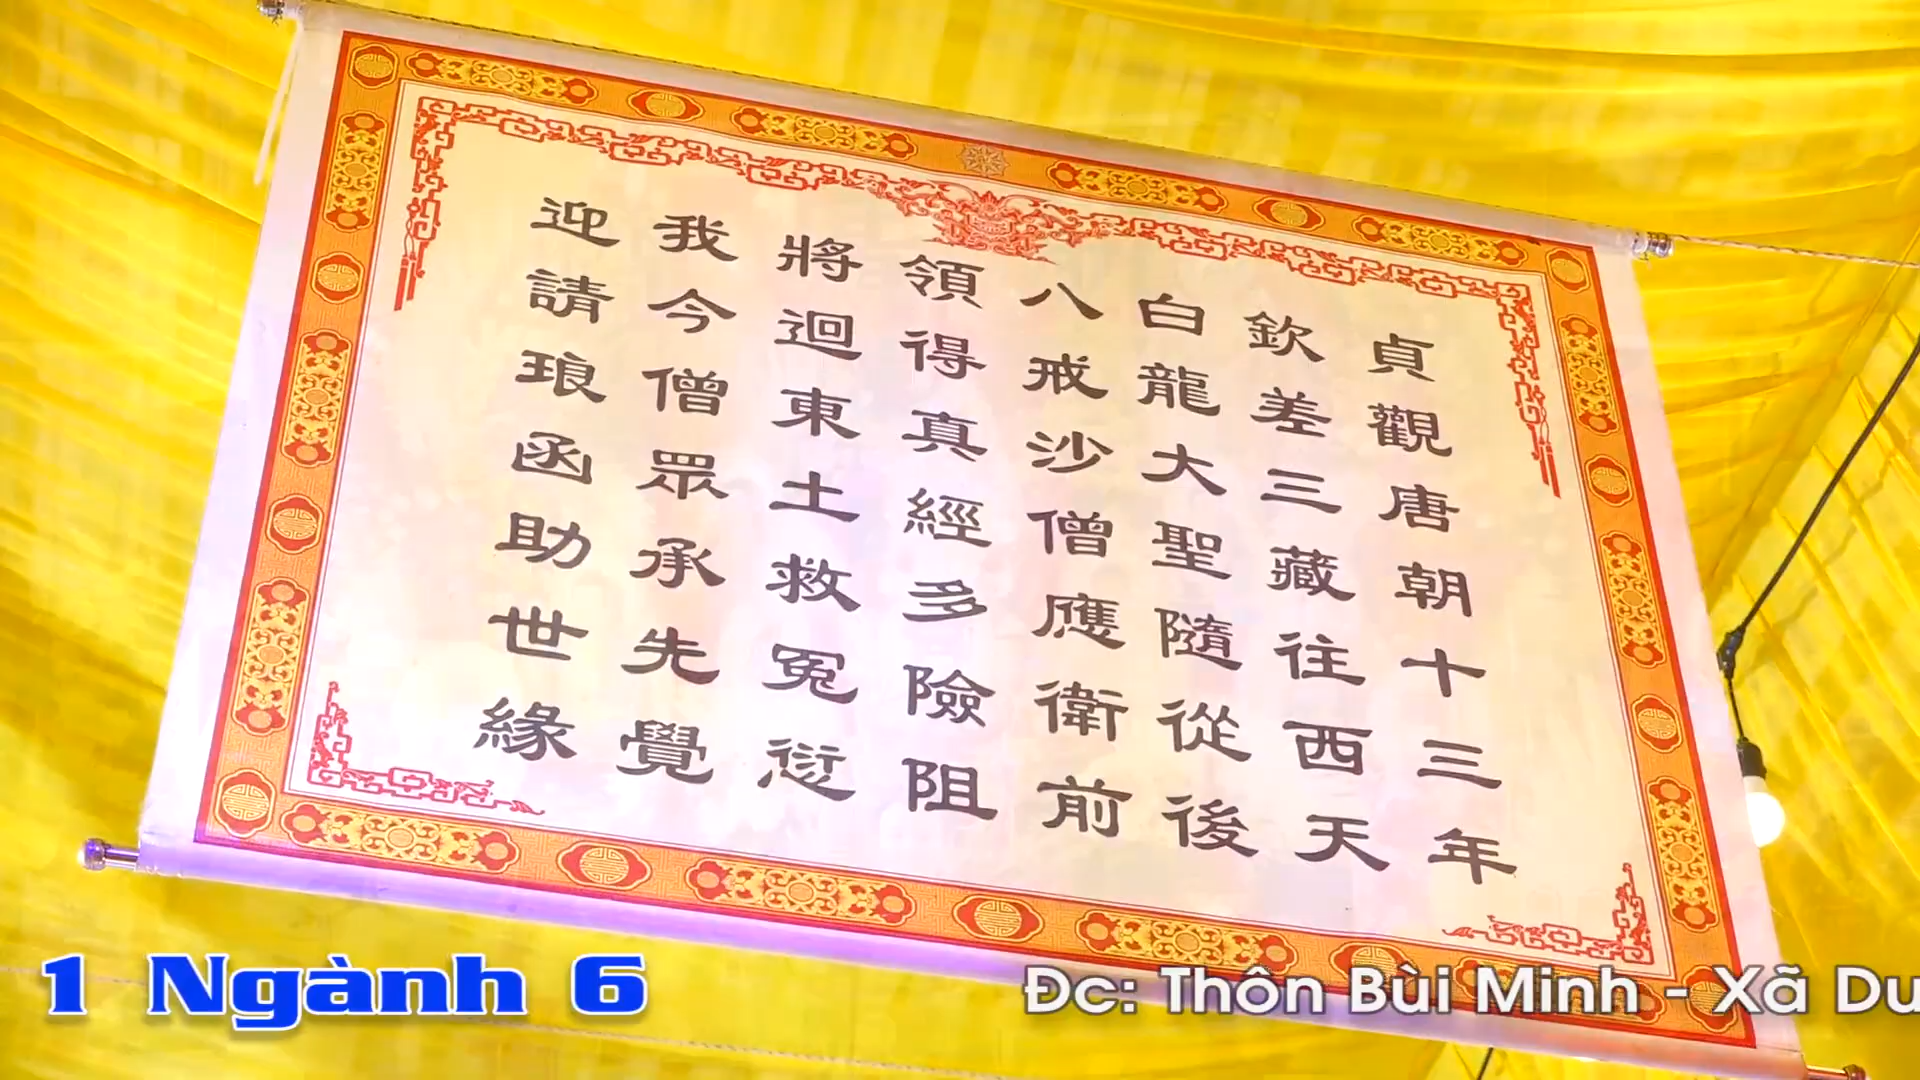 貞觀唐朝十三年
欽差三藏往西天
白龍大聖隨從後
八戒沙僧應衛前
領得真經多險阻
將迴東土救冤愆
我今僧眾承先覺
迎請琅函助世緣
1 Ngành 6
Đc: Thôn Bùi Minh - Xã Du